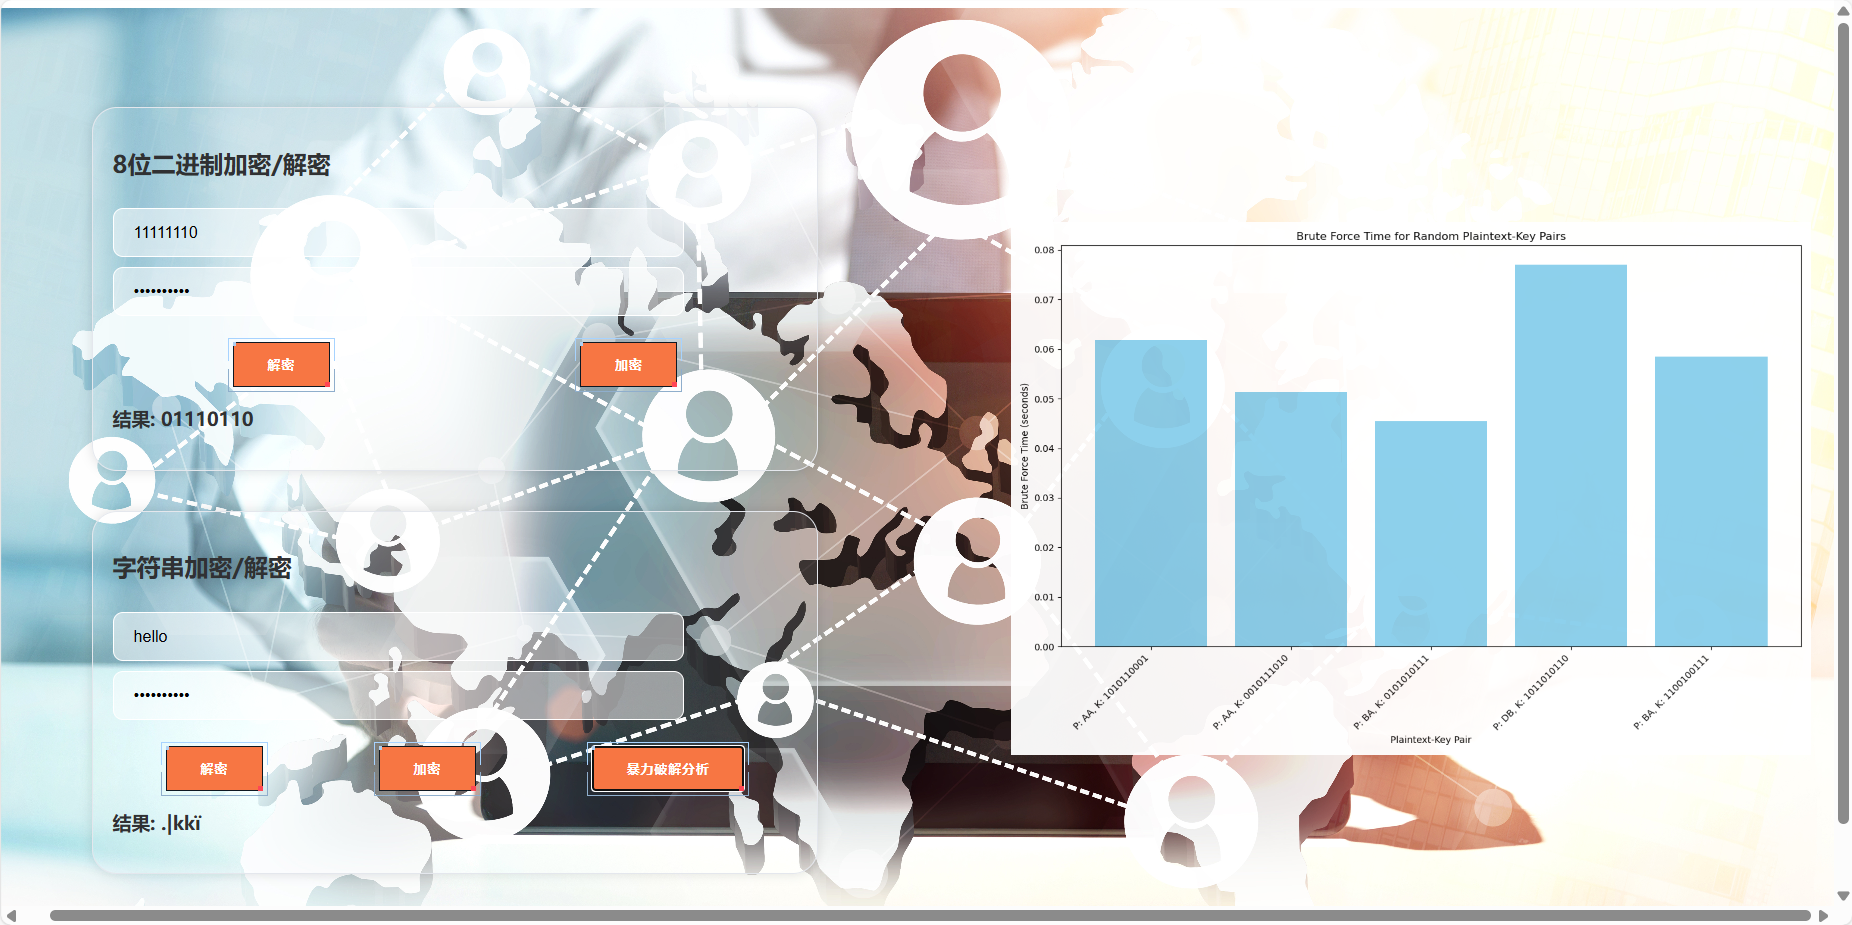 8位二进制加密/解密
11111110
••••••••••
解密
加密
结果: 01110110
字符串加密/解密
hello
••••••••••
解密
加密
暴力破解分析
结果: .|kkï
Brute Force Time for Random Plaintext-Key Pairs
0.08
0.07
0.06
0.05
0.04
0.03
0.02
0.01
0.00
Brute Force Time (seconds)
P: AA, K: 1010110001
P: AA, K: 0010111010
P: BA, K: 0101010111
P: DB, K: 1011010110
P: BA, K: 1100100111
Plaintext-Key Pair